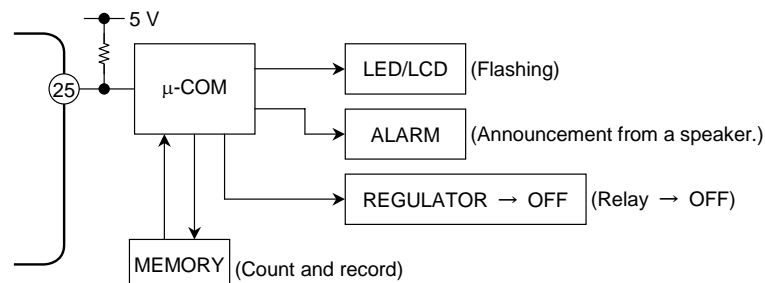 5 V
25
μ-COM
LED/LCD (Flashing)
ALARM (Announcement from a speaker.)
REGULATOR → OFF (Relay → OFF)
MEMORY (Count and record)